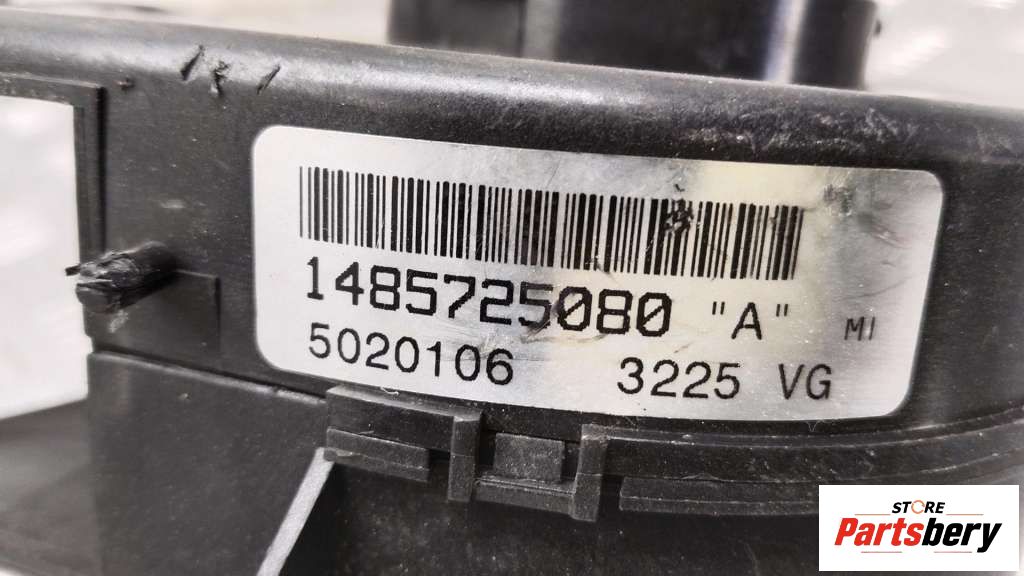 1485725080 "A" MI
5020106 3225 VG
STORE
Partsbery